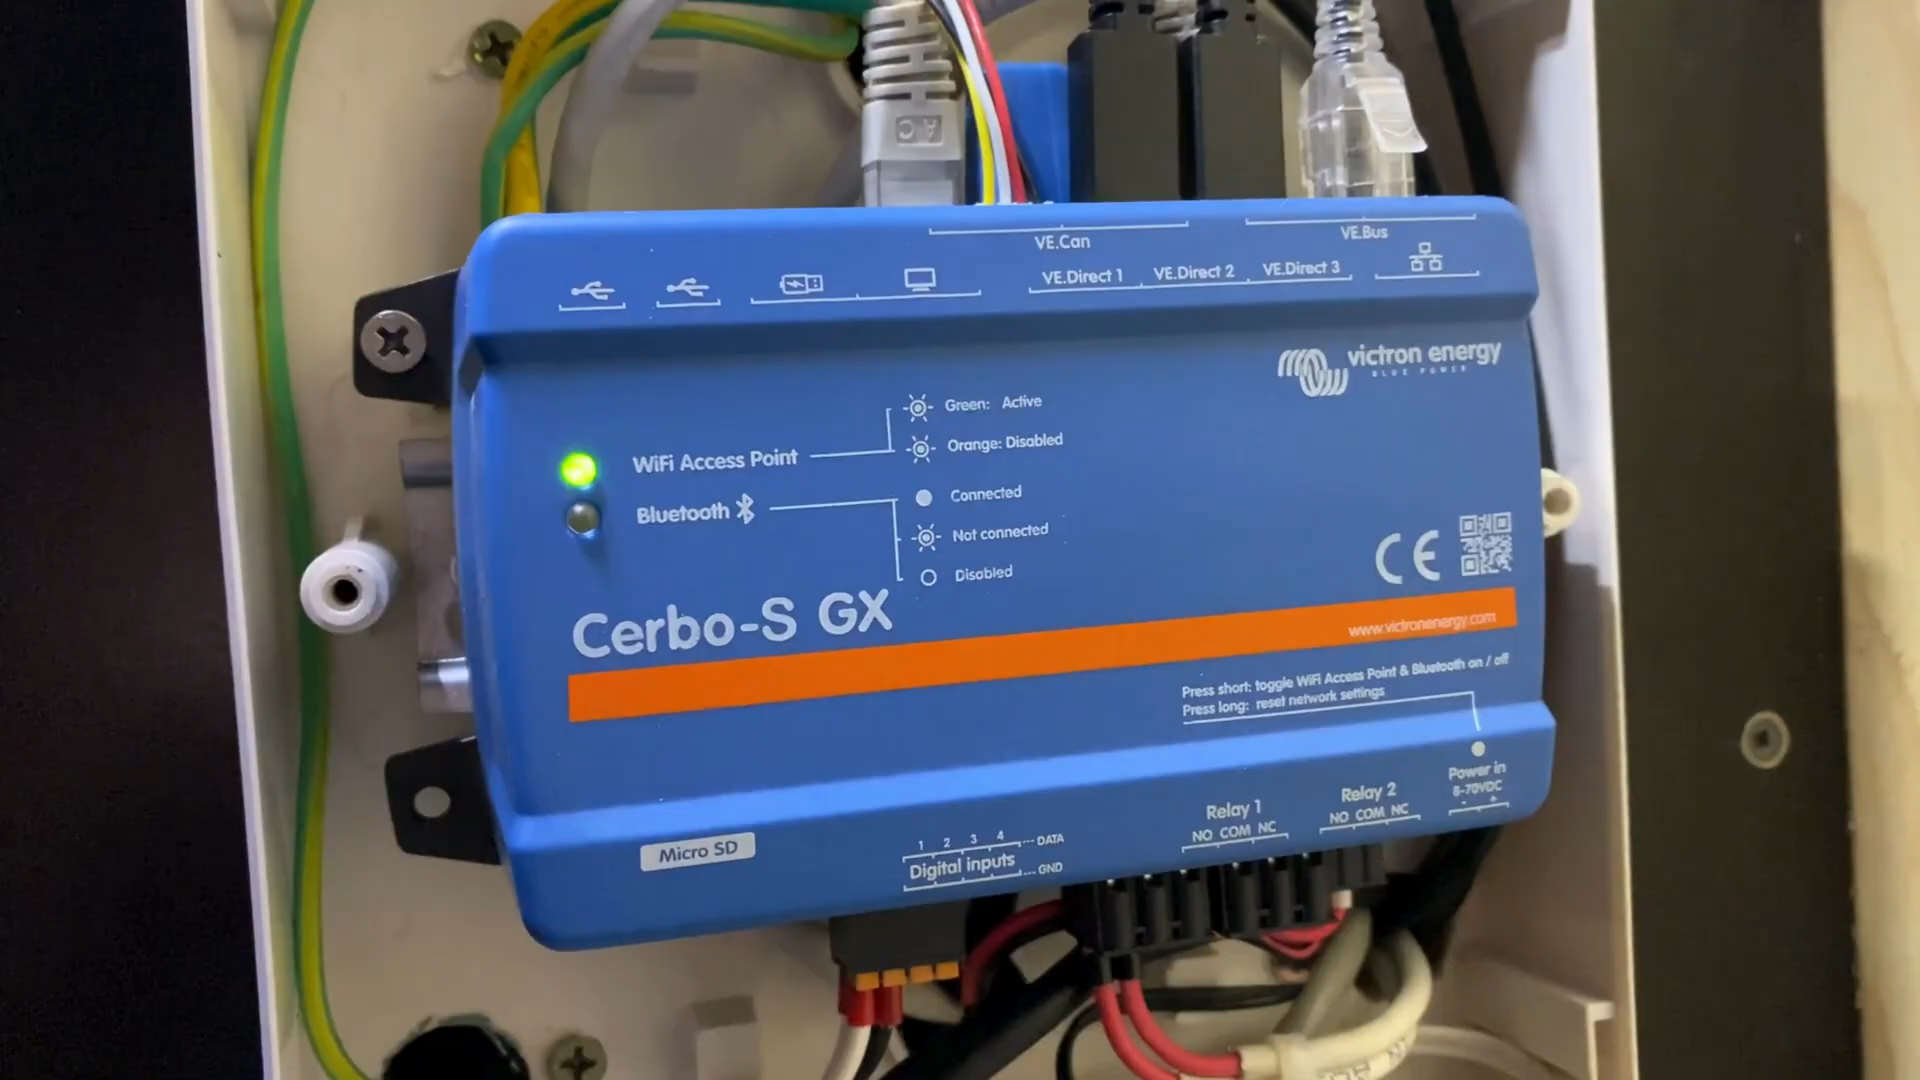 VE.Can
VE.Bus
VE.Direct 1
VE.Direct 2
VE.Direct 3
victron energy
BLUE POWER
WiFi Access Point
Green: Active
Orange: Disabled
Bluetooth
Connected
Not connected
Disabled
CE
Cerbo-S GX
www.victronenergy.com
Press short: toggle WiFi Access Point & Bluetooth on / off
Press long: reset network settings
Power in
8-70VDC
- +
Relay 1
NO COM NC
Relay 2
NO COM NC
Micro SD
1 2 3 4 DATA
Digital inputs
GND